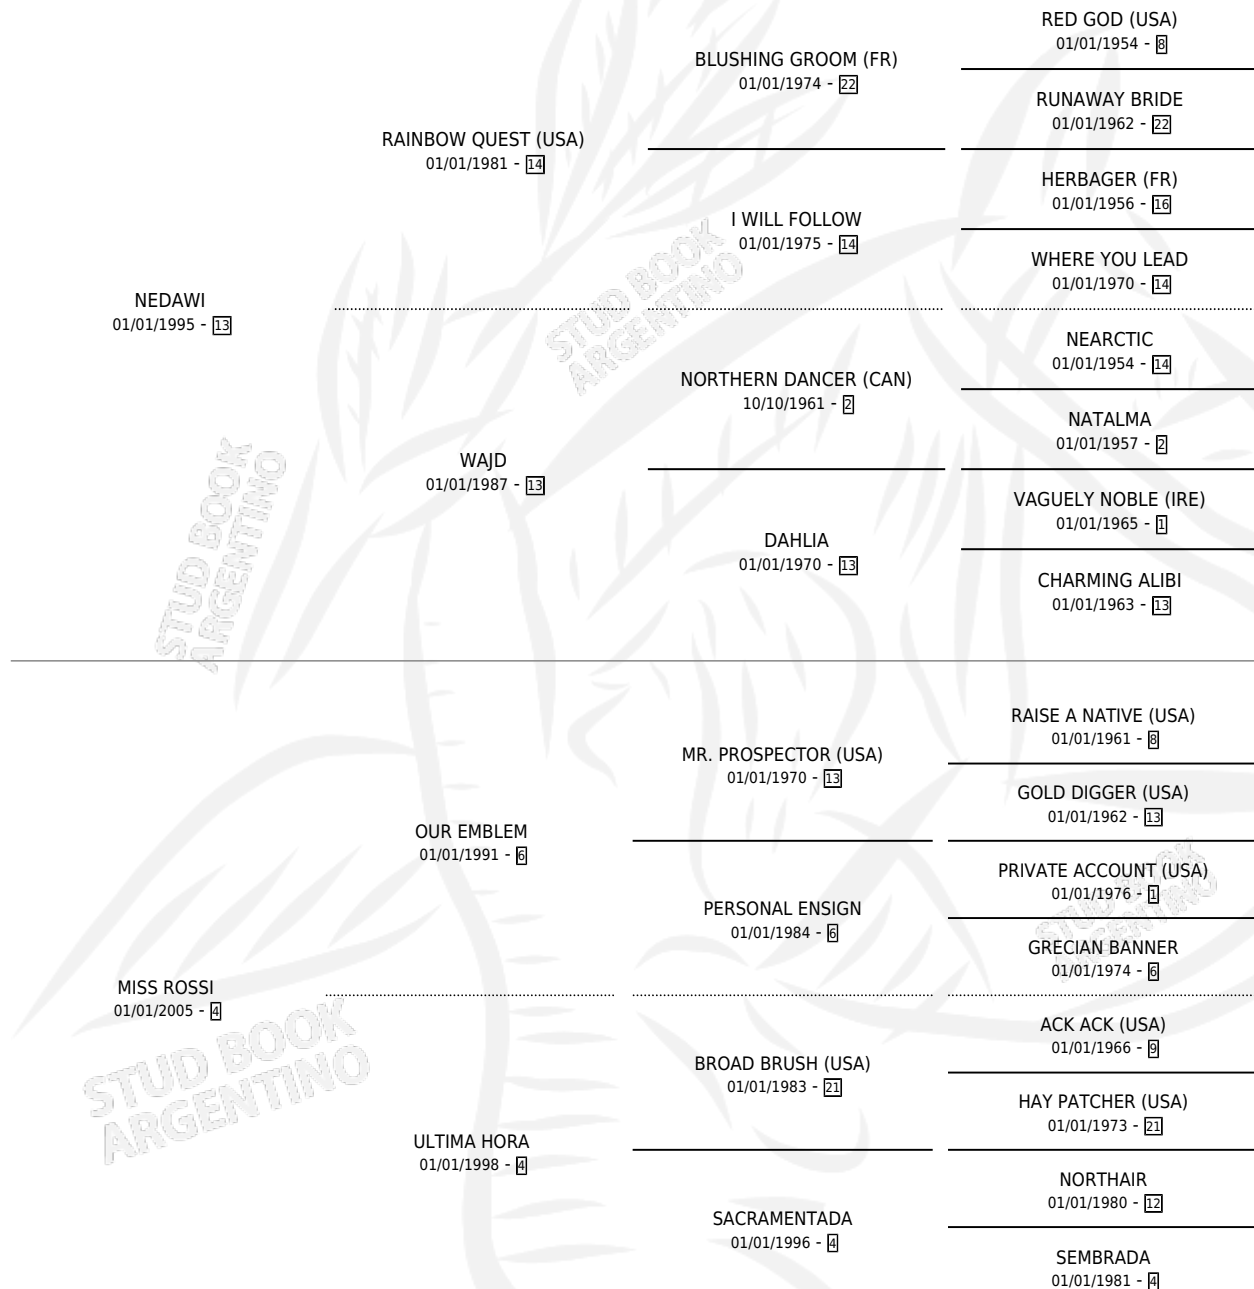 RED GOD (USA)
01/01/1954 - 8
BLUSHING GROOM (FR)
01/01/1974 - 22
RUNAWAY BRIDE
01/01/1962 - 22
RAINBOW QUEST (USA)
01/01/1981 - 14
HERBAGER (FR)
01/01/1956 - 16
I WILL FOLLOW
01/01/1975 - 14
WHERE YOU LEAD
01/01/1970 - 14
NEDAWI
01/01/1995 - 13
NEARCTIC
01/01/1954 - 14
NORTHERN DANCER (CAN)
10/10/1961 - 2
NATALMA
01/01/1957 - 2
WAJD
01/01/1987 - 13
VAGUELY NOBLE (IRE)
01/01/1965 - 1
DAHLIA
01/01/1970 - 13
CHARMING ALIBI
01/01/1963 - 13
RAISE A NATIVE (USA)
01/01/1961 - 8
MR. PROSPECTOR (USA)
01/01/1970 - 13
GOLD DIGGER (USA)
01/01/1962 - 13
OUR EMBLEM
01/01/1991 - 6
PRIVATE ACCOUNT (USA)
01/01/1976 - 1
PERSONAL ENSIGN
01/01/1984 - 6
GRECIAN BANNER
01/01/1974 - 6
MISS ROSSI
01/01/2005 - 4
ACK ACK (USA)
01/01/1966 - 9
BROAD BRUSH (USA)
01/01/1983 - 21
HAY PATCHER (USA)
01/01/1973 - 21
ULTIMA HORA
01/01/1998 - 4
NORTHAIR
01/01/1980 - 12
SACRAMENTADA
01/01/1996 - 4
SEMBRADA
01/01/1981 - 4
STUD BOOK
ARGENTINO
STUD BOOK
ARGENTINO
STUD BOOK
ARGENTINO
STUD BOOK
ARGENTINO